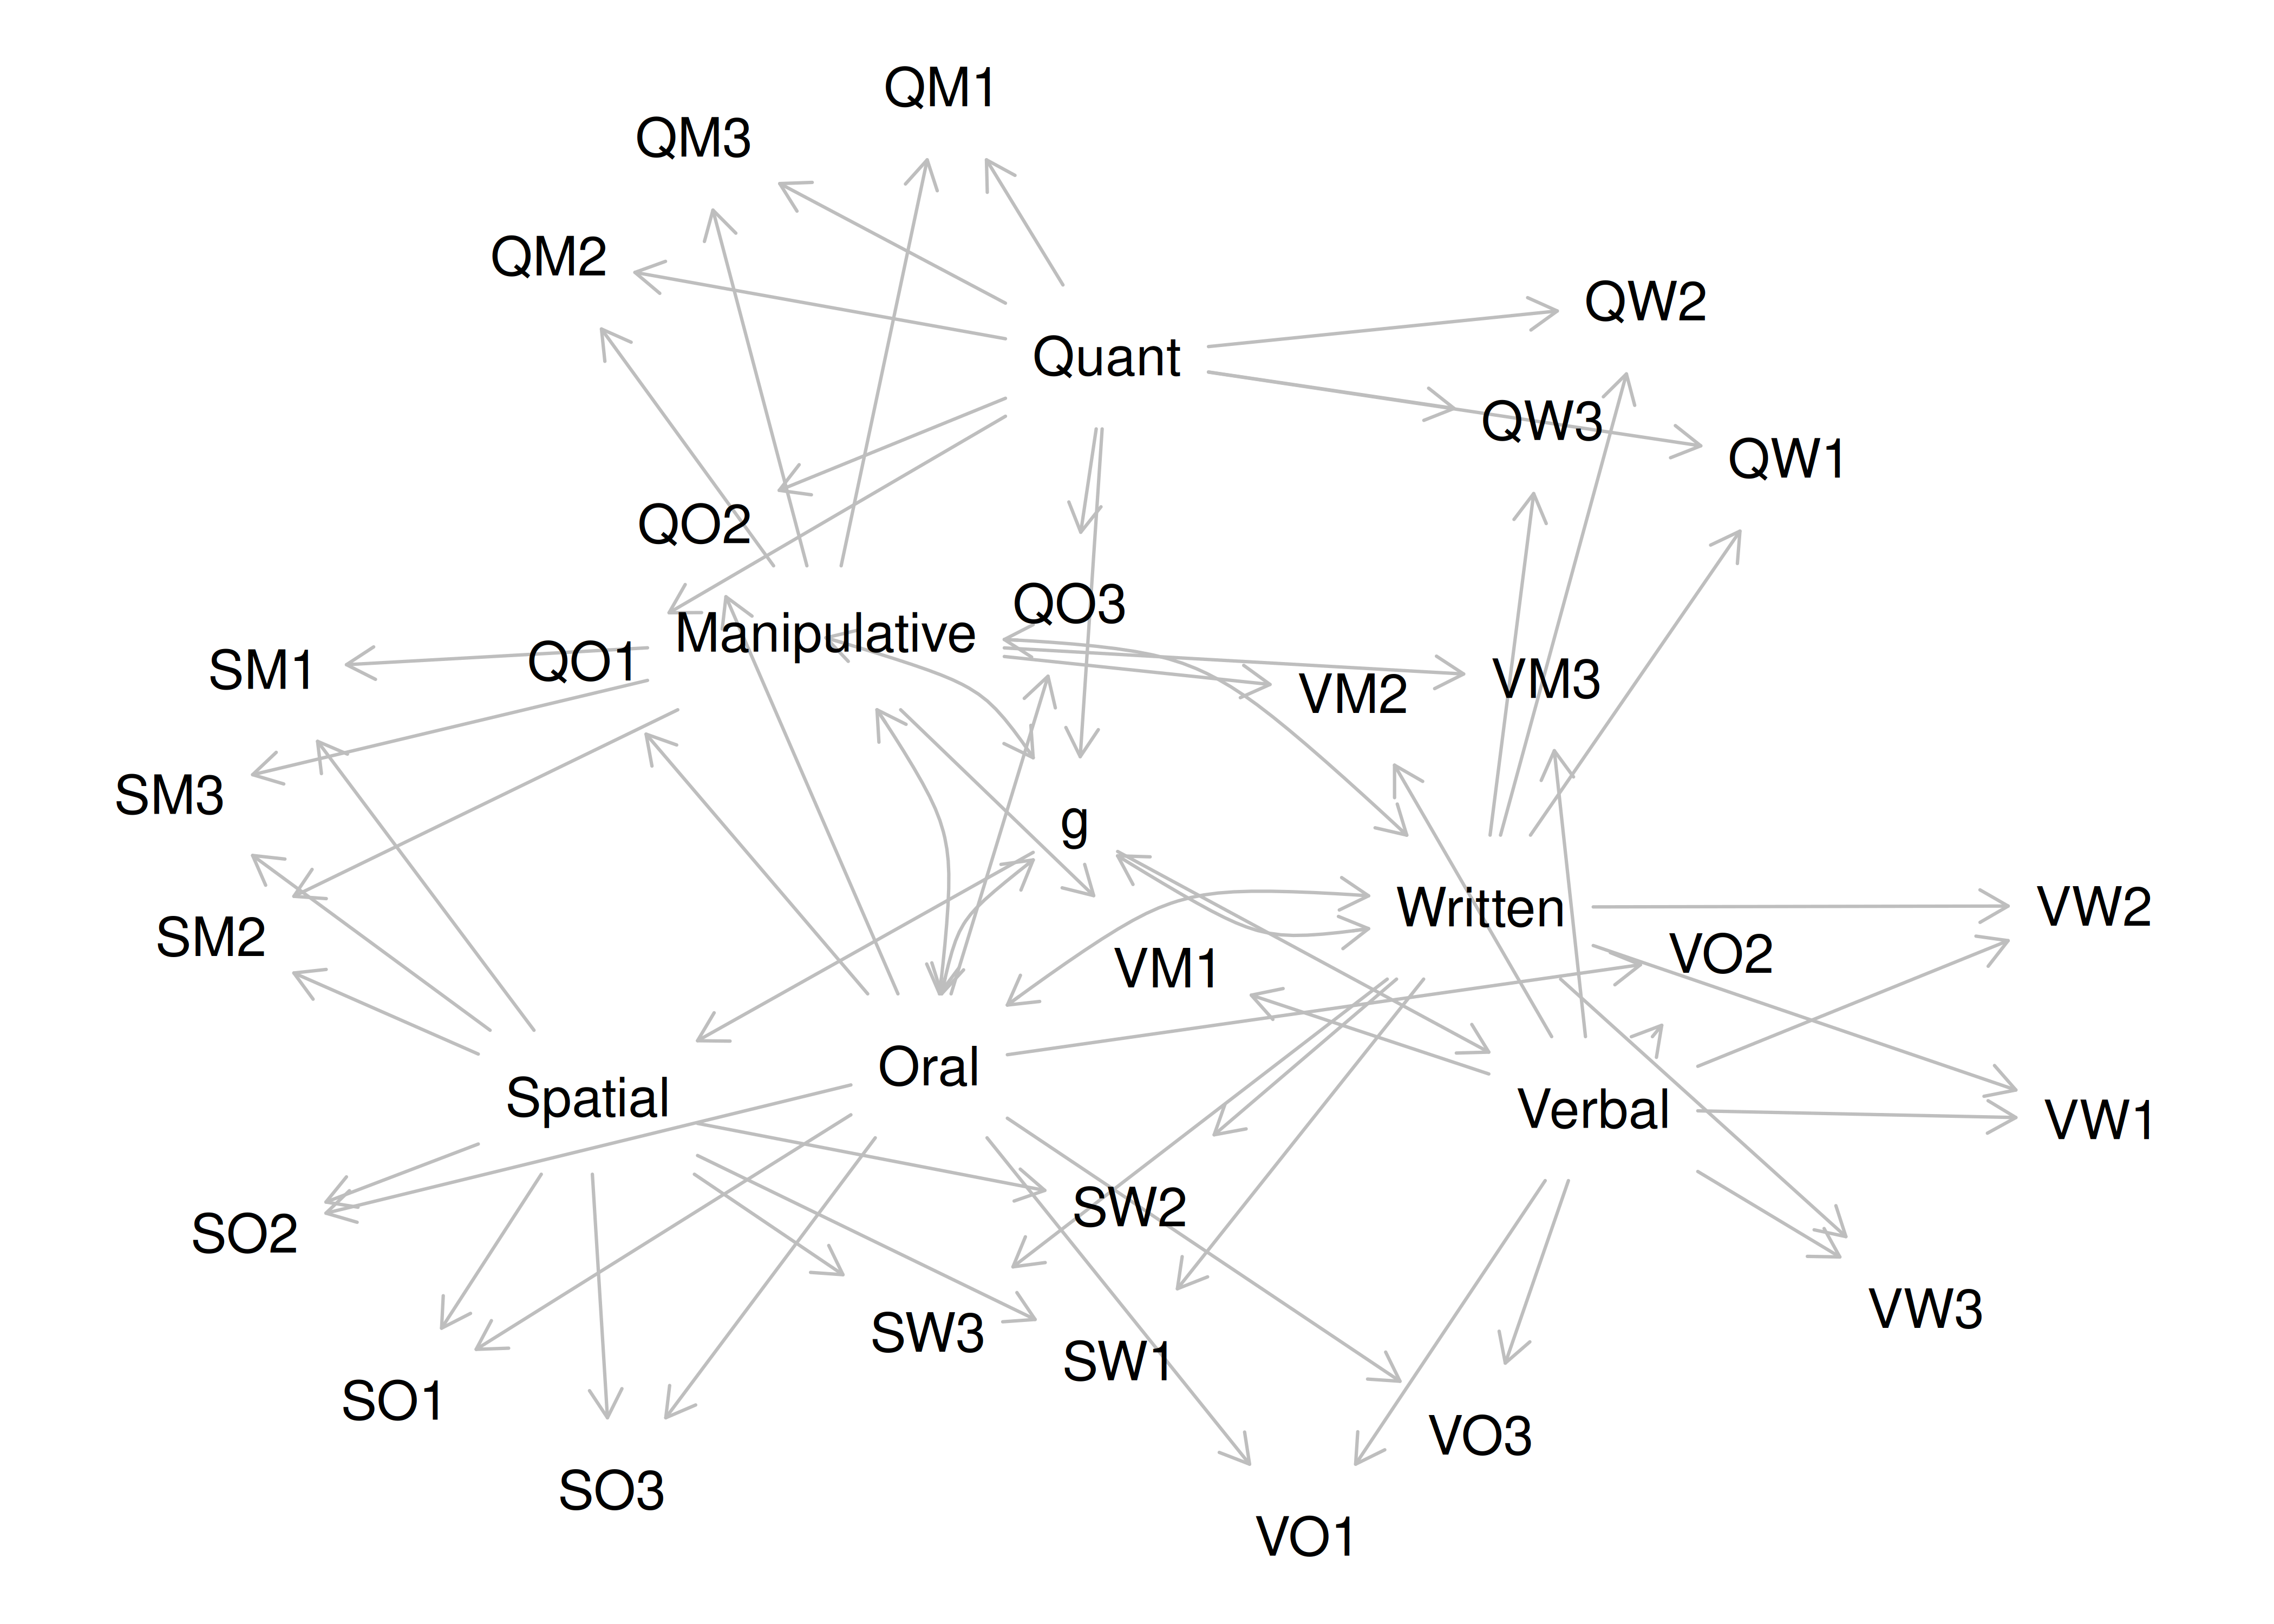 QM1
QM3
QM2
QW2
Quant
QW3
QW1
QO2
QO3
Manipulative
QO1
SM1
VM3
VM2
SM3
g
Written
VW2
SM2
VO2
VM1
Oral
Spatial
Verbal
VW1
SW2
SO2
VW3
SW3
SW1
SO1
VO3
SO3
VO1